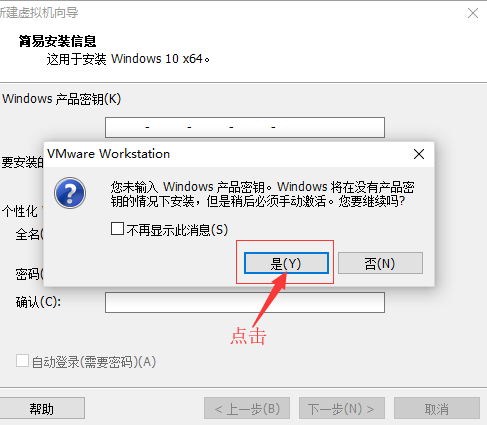 新建虚拟机向导
简易安装信息
这用于安装 Windows 10 x64。
Windows 产品密钥(K)
- - - -
VMware Workstation
要安装的
您未输入 Windows 产品密钥。Windows 将在没有产品密
钥的情况下安装，但是稍后必须手动激活。您要继续吗?
个性化 W
不再显示此消息(S)
全名(
是(Y)
否(N)
密码(
确认(C):
点击
自动登录(需要密码)(A)
帮助
< 上一步(B)
下一步(N) >
取消